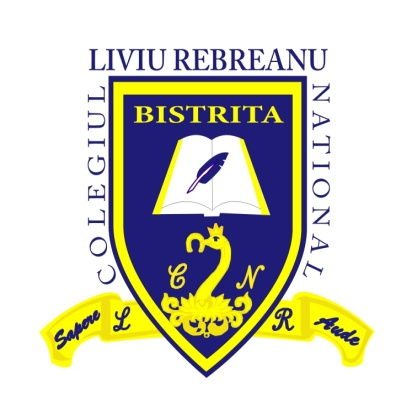 LIVIU REBREANU
COLEGIUL
NATIONAL
BISTRITA
C N
Sapere L R Aude